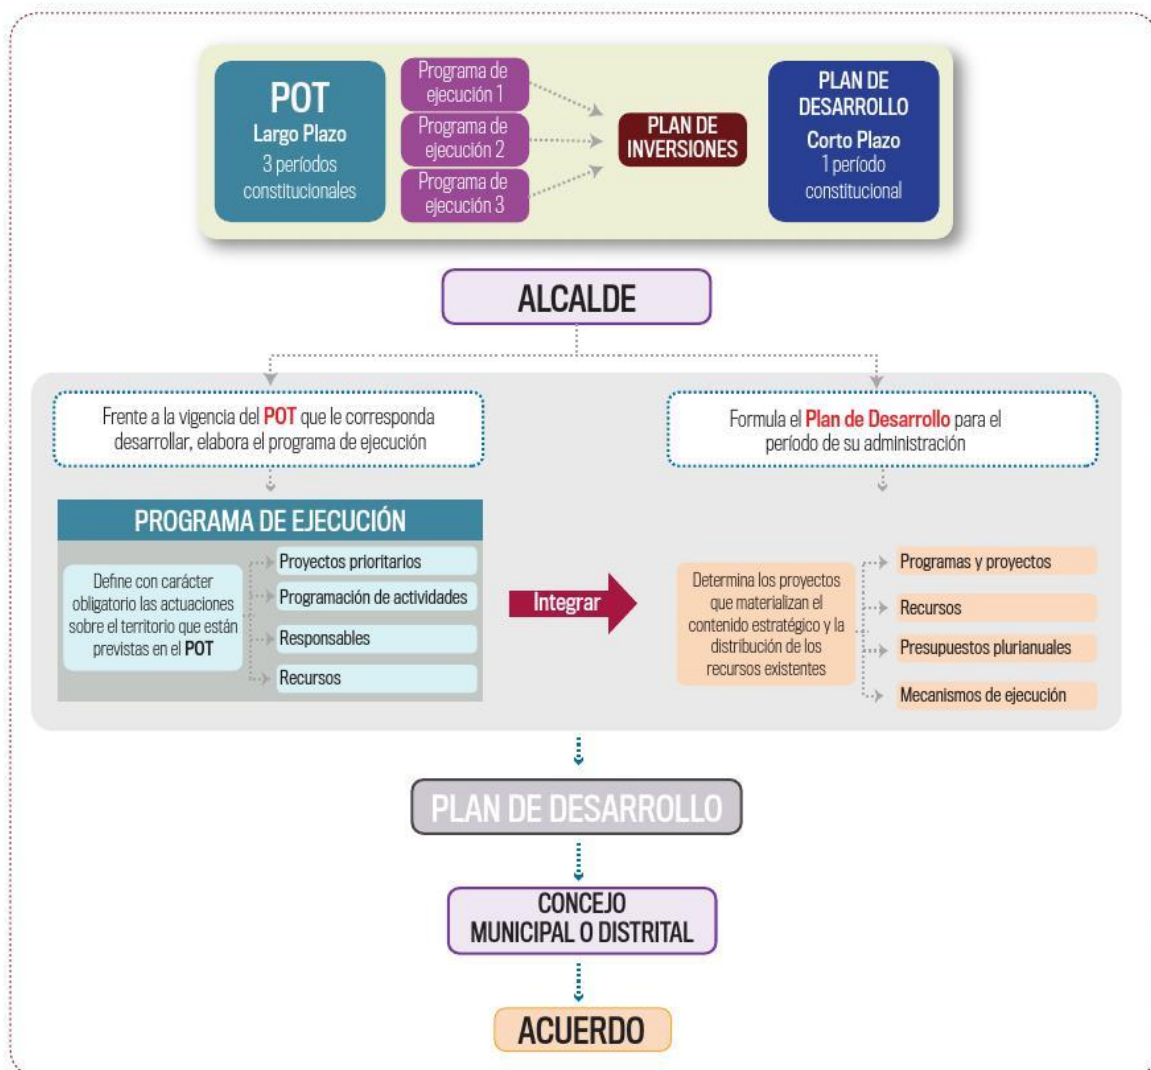 POT
Largo Plazo
3 períodos
constitucionales
Programa de
ejecución 1
Programa de
ejecución 2
Programa de
ejecución 3
PLAN DE
INVERSIONES
PLAN DE
DESARROLLO
Corto Plazo
1 período
constitucional
ALCALDE
Frente a la vigencia del POT que le corresponda
desarrollar, elabora el programa de ejecución
Formula el Plan de Desarrollo para el
período de su administración
PROGRAMA DE EJECUCIÓN
Define con carácter
obligatorio las actuaciones
sobre el territorio que están
previstas en el POT
Proyectos prioritarios
Programación de actividades
Responsables
Recursos
Integrar
Determina los proyectos
que materializan el
contenido estratégico y la
distribución de los
recursos existentes
Programas y proyectos
Recursos
Presupuestos plurianuales
Mecanismos de ejecución
PLAN DE DESARROLLO
CONCEJO
MUNICIPAL O DISTRITAL
ACUERDO